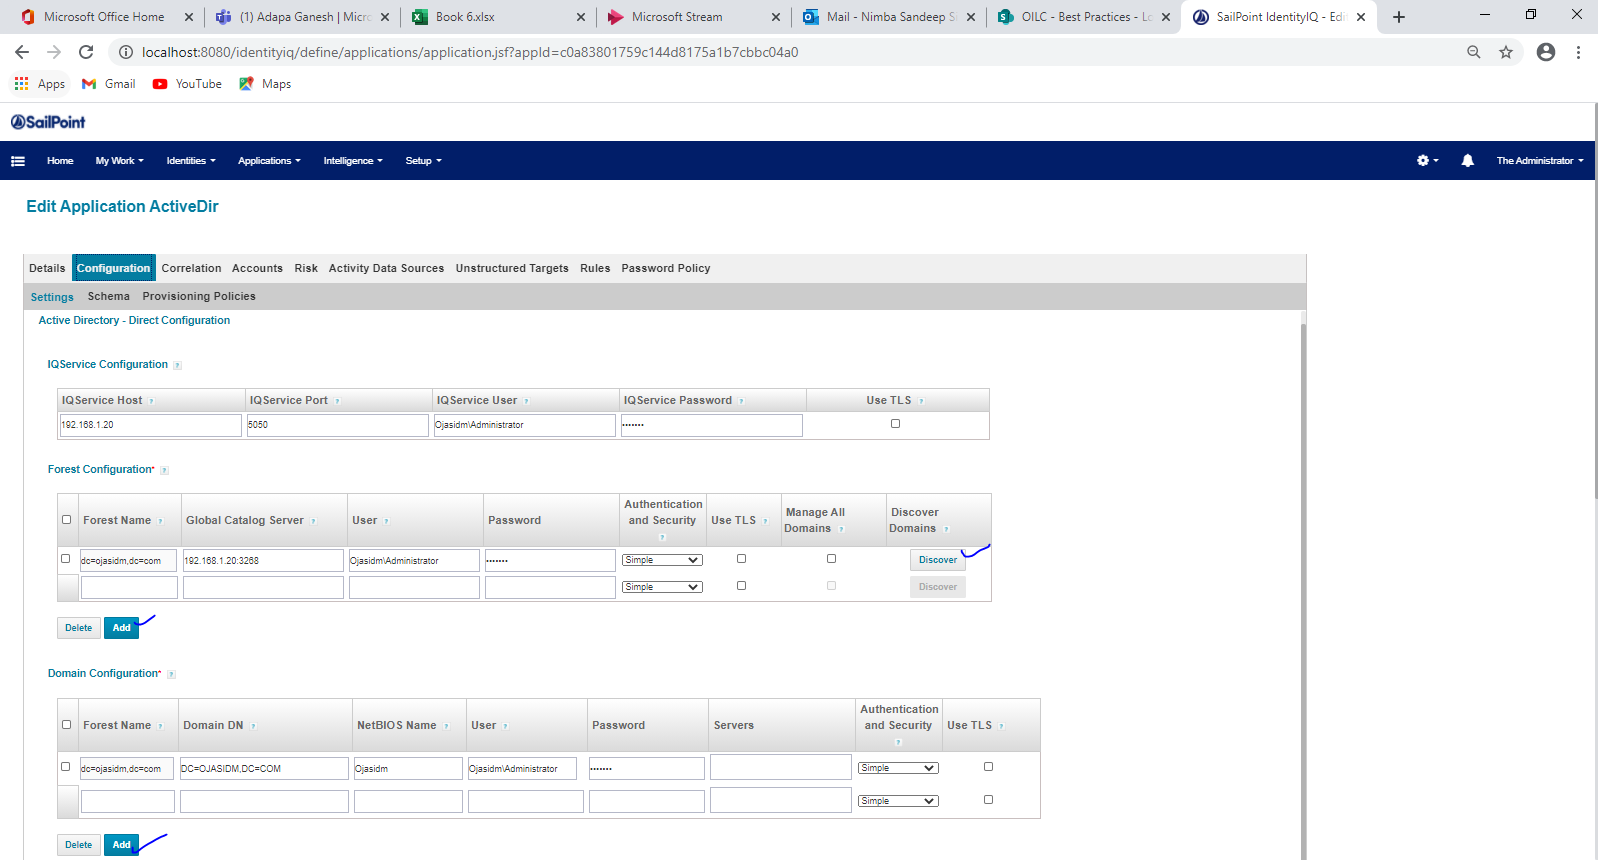 Microsoft Office Home
(1) Adapa Ganesh | Micro
Book 6.xlsx
Microsoft Stream
Mail - Nimba Sandeep S
OILC - Best Practices - Lo
SailPoint IdentityIQ - Edi
localhost:8080/identityiq/define/applications/application.jsf?appId=c0a83801759c144d8175a1b7cbbc04a0
Apps Gmail YouTube Maps
SailPoint
Home My Work Identities Applications Intelligence Setup The Administrator
Edit Application ActiveDir
Details Configuration Correlation Accounts Risk Activity Data Sources Unstructured Targets Rules Password Policy
Settings Schema Provisioning Policies
Active Directory - Direct Configuration
IQService Configuration ?
IQService Host ? IQService Port ? IQService User ? IQService Password ? Use TLS ?
192.168.1.20 5050 Ojasidm\Administrator •••••••
Forest Configuration* ?
Forest Name ? Global Catalog Server ? User ? Password Authentication and Security ? Use TLS ? Manage All Domains ? Discover Domains ?
dc=ojasidm,dc=com 192.168.1.20:3268 Ojasidm\Administrator ••••••• Simple Discover
Simple Discover
Delete Add
Domain Configuration* ?
Forest Name ? Domain DN ? NetBIOS Name ? User ? Password Servers Authentication and Security ? Use TLS ?
dc=ojasidm,dc=com DC=OJASIDM,DC=COM Ojasidm Ojasidm\Administrator ••••••• Simple
Simple
Delete Add